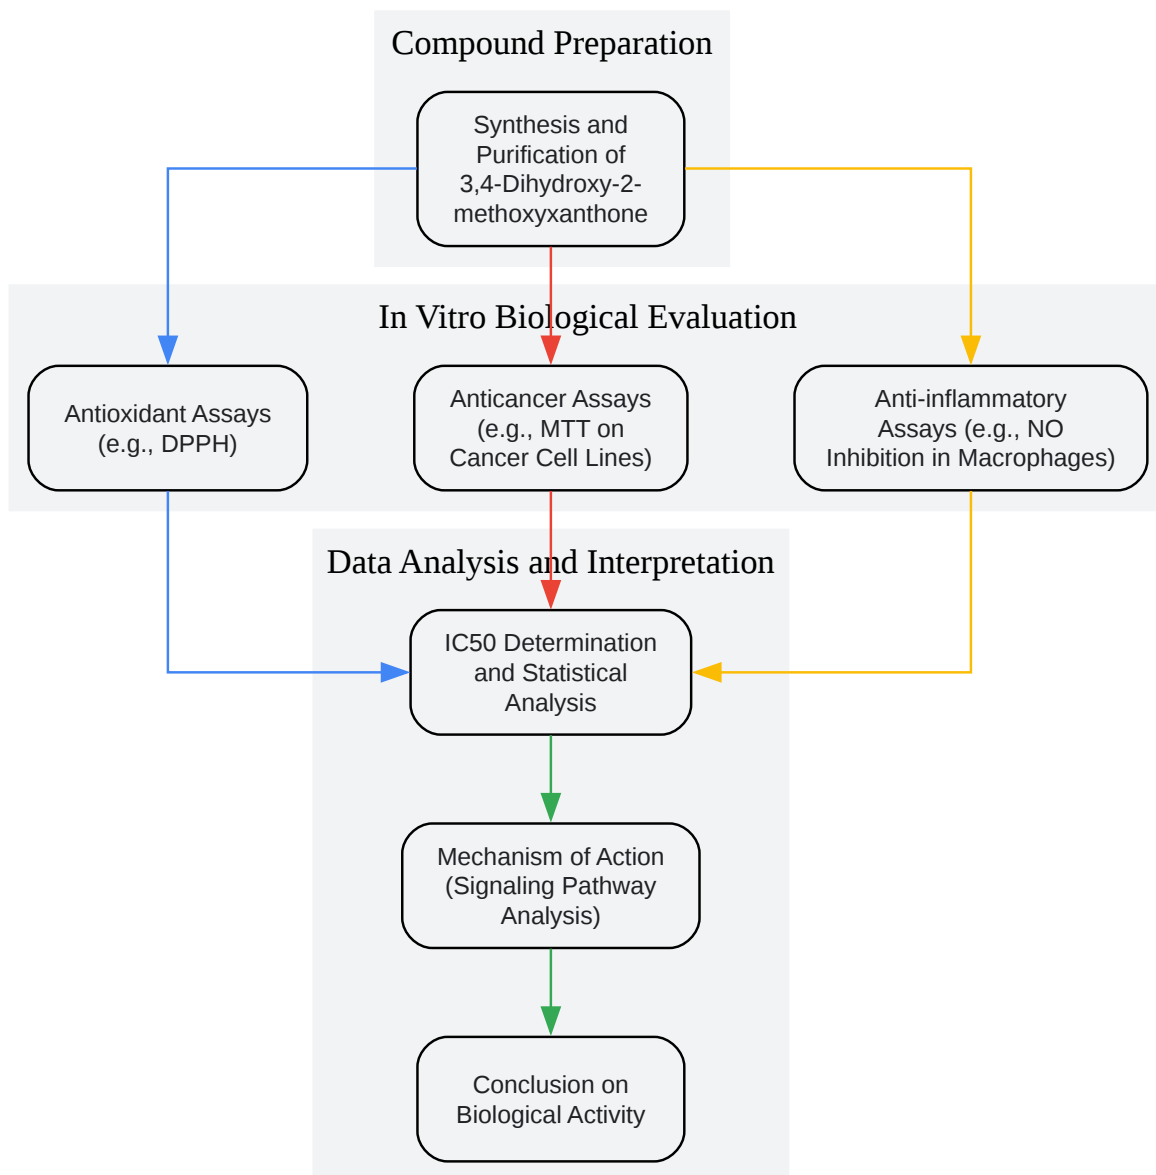 Compound Preparation
Synthesis and
Purification of
3,4-Dihydroxy-2-
methoxyxanthone
In Vitro Biological Evaluation
Antioxidant Assays
(e.g., DPPH)
Anticancer Assays
(e.g., MTT on
Cancer Cell Lines)
Anti-inflammatory
Assays (e.g., NO
Inhibition in Macrophages)
Data Analysis and Interpretation
IC50 Determination
and Statistical
Analysis
Mechanism of Action
(Signaling Pathway
Analysis)
Conclusion on
Biological Activity